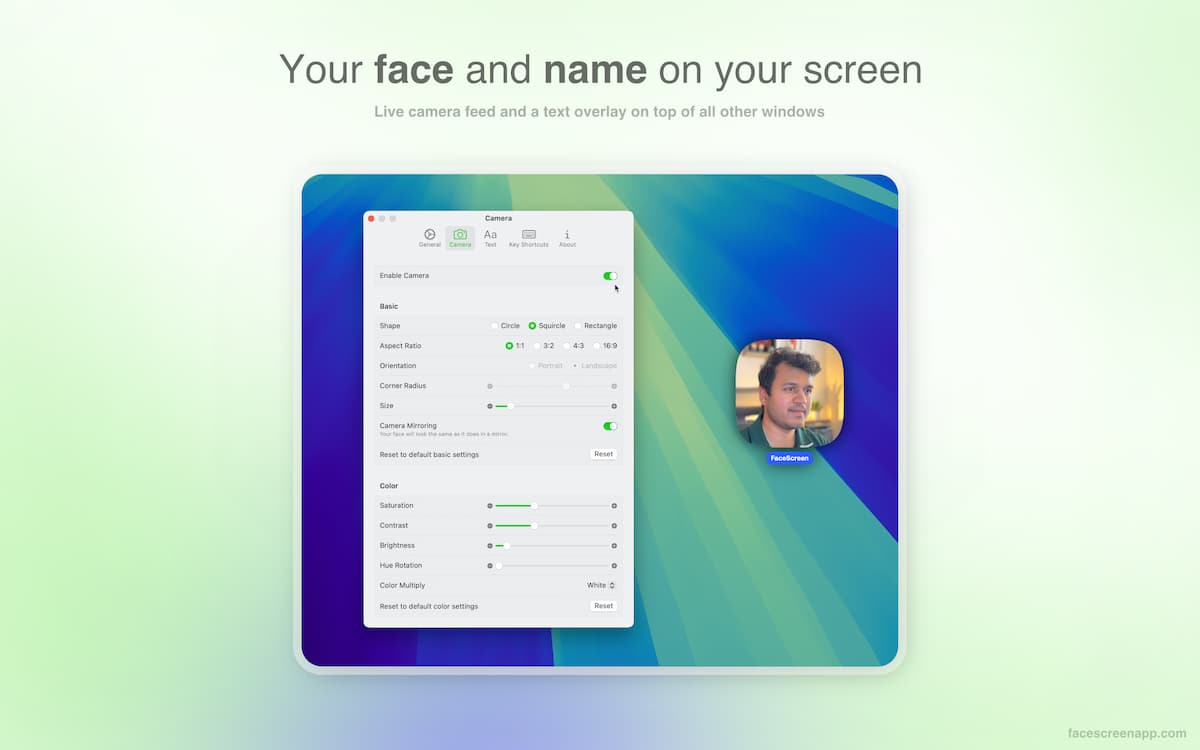 Your face and name on your screen
Live camera feed and a text overlay on top of all other windows
Camera
General Camera Aa Text Key Shortcuts About
Enable Camera
Basic
Shape Circle Squircle Rectangle
Aspect Ratio 1:1 3:2 4:3 16:9
Orientation Portrait Landscape
Corner Radius
Size
Camera Mirroring
Your face will look the same as it does in a mirror.
Reset to default basic settings Reset
Color
Saturation
Contrast
Brightness
Hue Rotation
Color Multiply White
Reset to default color settings Reset
FaceScreen
facescreenapp.com